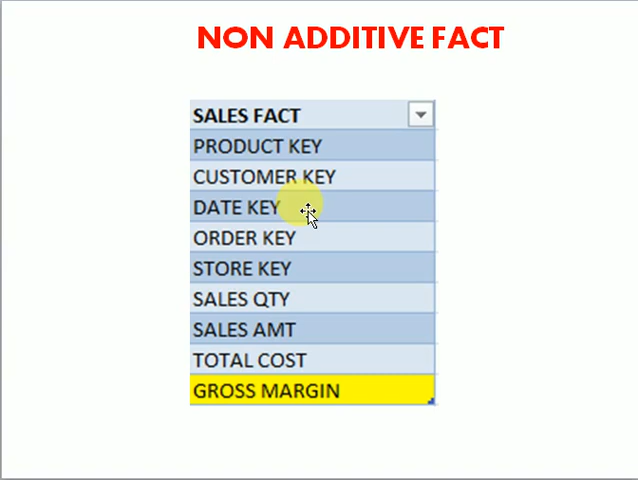 NON ADDITIVE FACT
SALES FACT
PRODUCT KEY
CUSTOMER KEY
DATE KEY
ORDER KEY
STORE KEY
SALES QTY
SALES AMT
TOTAL COST
GROSS MARGIN